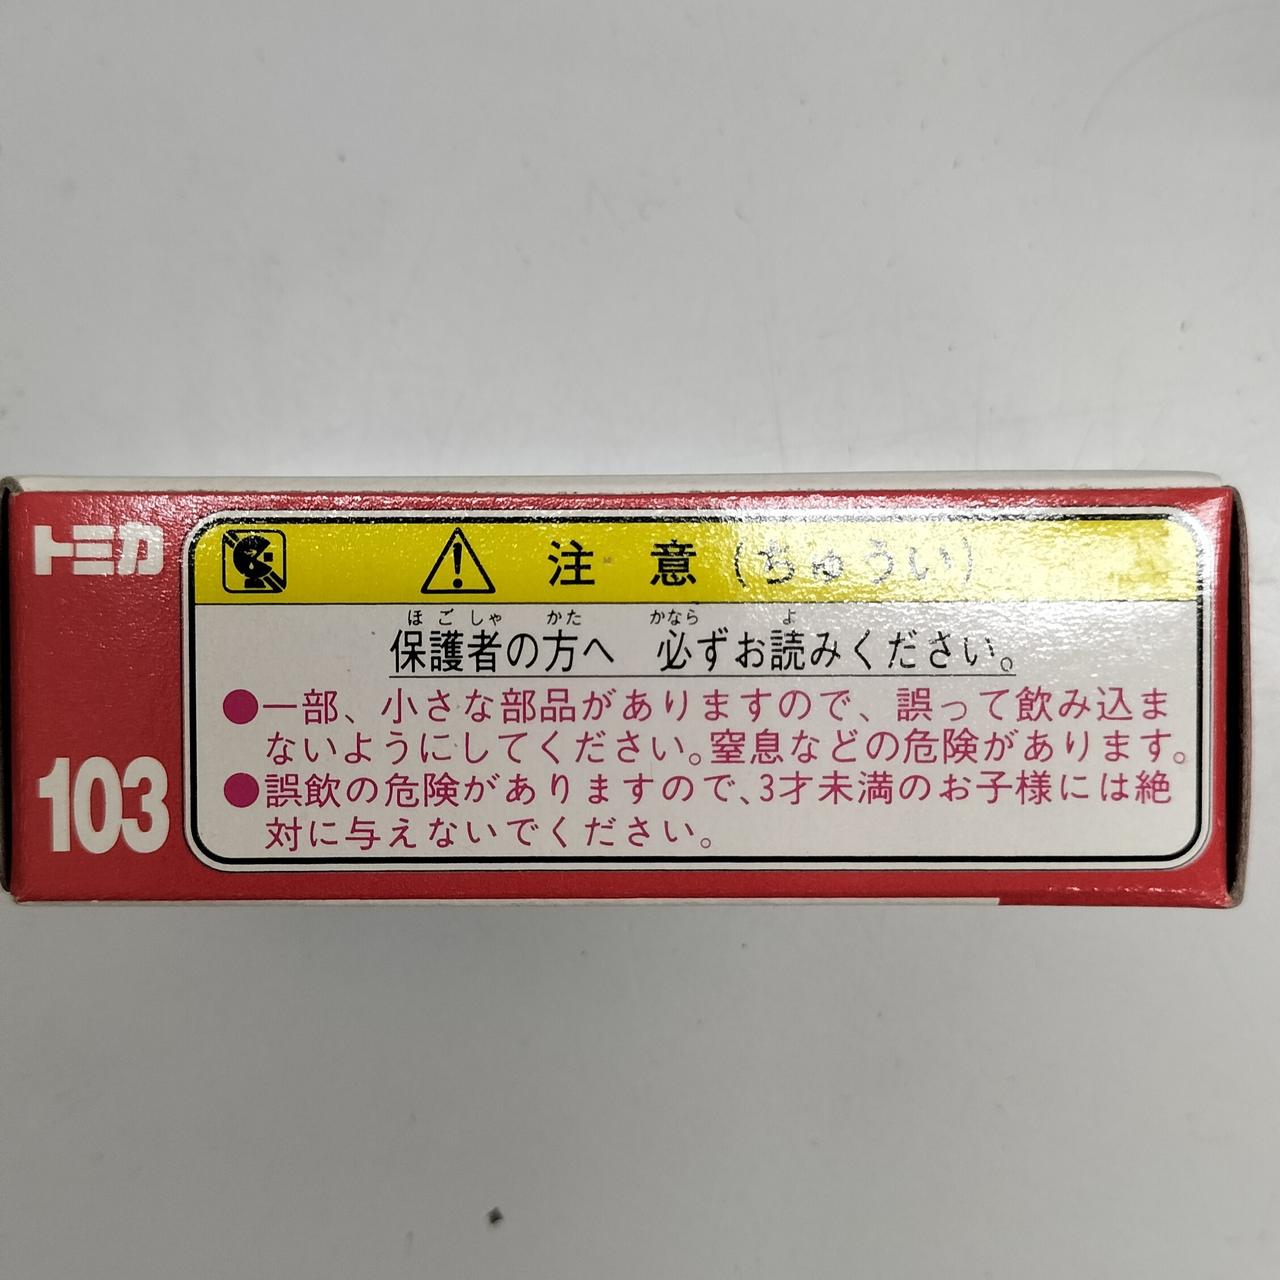 トミカ
103
注 意 (ちゅうい)
ほ ご しゃ かた かなら よ
保護者の方へ 必ずお読みください。
●一部、小さな部品がありますので、誤って飲み込ま
ないようにしてください。窒息などの危険があります。
●誤飲の危険がありますので、3才未満のお子様には絶
対に与えないでください。